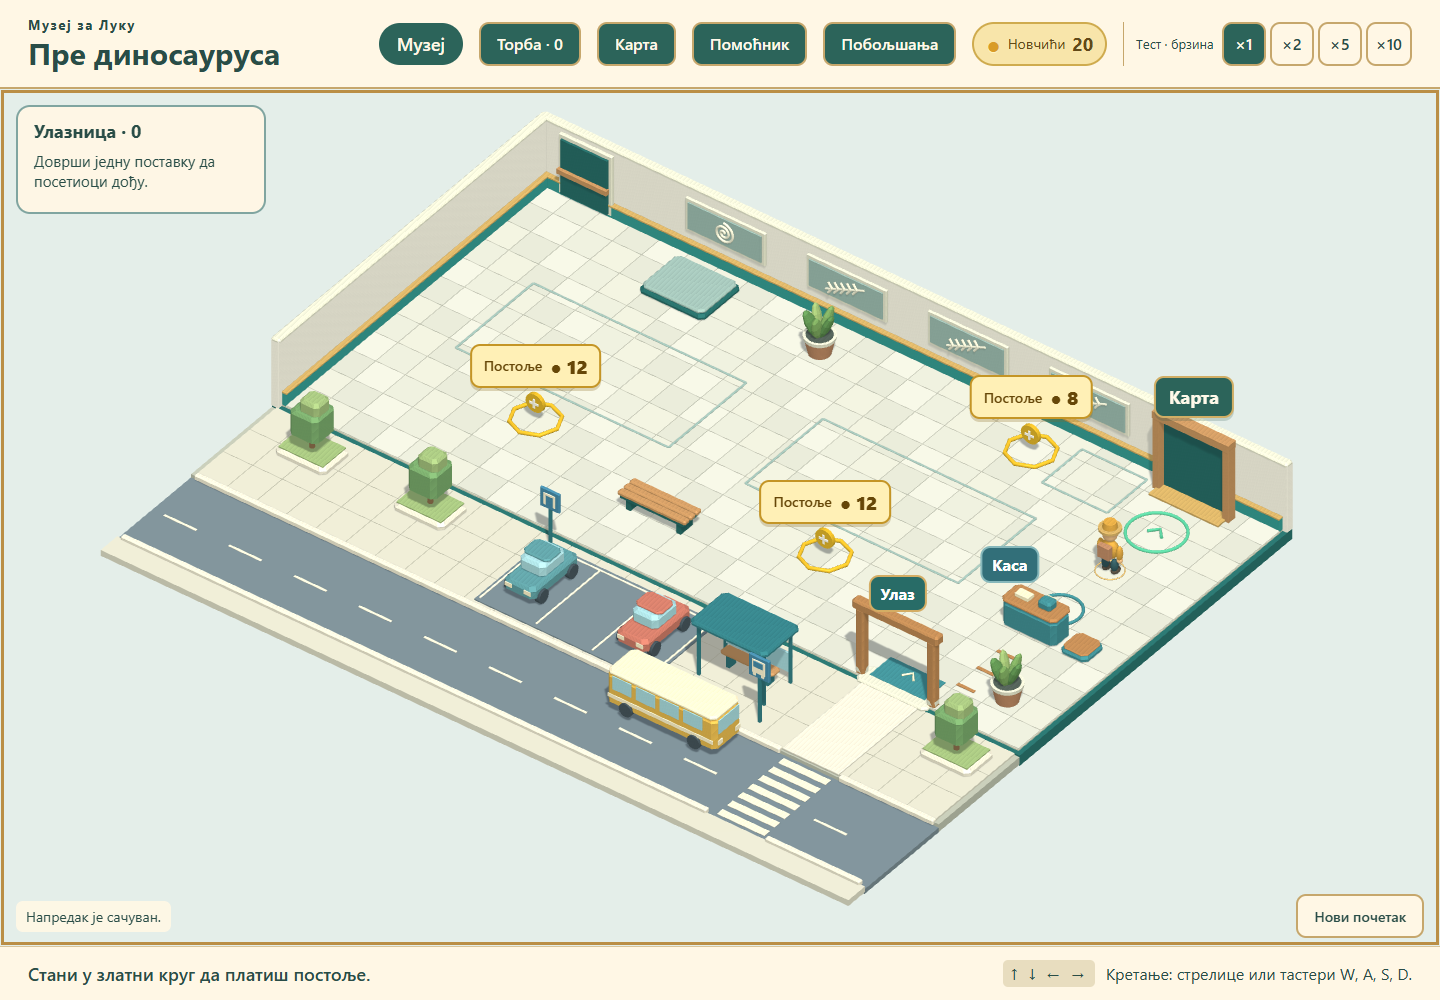 Музеј за Луку
Пре диносауруса
Музеј
Торба · 0
Карта
Помоћник
Побољшања
Новчићи 20
Тест · брзина
×1
×2
×5
×10
Улазница · 0
Доврши једну поставку да
посетиоци дођу.
Постоље 12
Постоље 8
Карта
Постоље 12
Каса
Улаз
Напредак је сачуван.
Нови почетак
Стани у златни круг да платиш постоље.
↑ ↓ ← → Кретање: стрелице или тастери W, A, S, D.